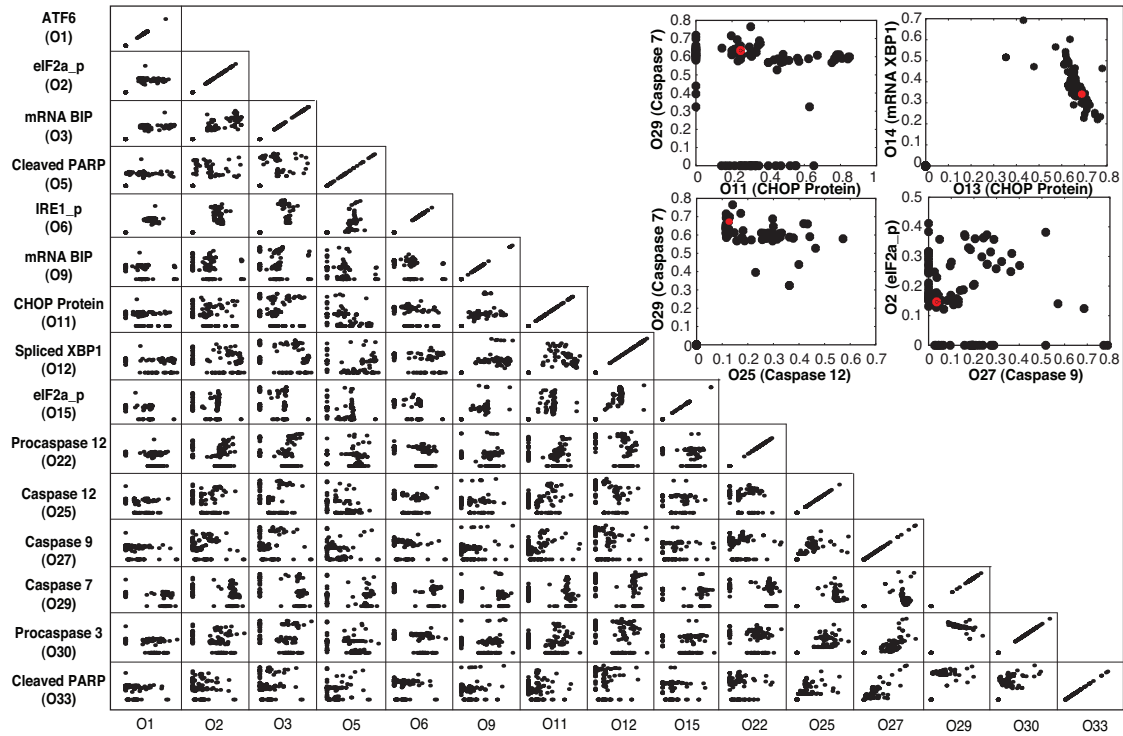 ATF6
(O1)
eIF2a_p
(O2)
mRNA BIP
(O3)
Cleaved PARP
(O5)
IRE1_p
(O6)
mRNA BIP
(O9)
CHOP Protein
(O11)
Spliced XBP1
(O12)
eIF2a_p
(O15)
Procaspase 12
(O22)
Caspase 12
(O25)
Caspase 9
(O27)
Caspase 7
(O29)
Procaspase 3
(O30)
Cleaved PARP
(O33)
O1 O2 O3 O5 O6 O9 O11 O12 O15 O22 O25 O27 O29 O30 O33
O29 (Caspase 7)
0.8
0.7
0.6
0.5
0.4
0.3
0.2
0.1
0
0 0.2 0.4 0.6 0.8 1
O11 (CHOP Protein)
O14 (mRNA XBP1)
0.7
0.6
0.5
0.4
0.3
0.2
0.1
0
0 0.1 0.2 0.3 0.4 0.5 0.6 0.7 0.8
O13 (CHOP Protein)
O29 (Caspase 7)
0.8
0.7
0.6
0.5
0.4
0.3
0.2
0.1
0
0 0.1 0.2 0.3 0.4 0.5 0.6 0.7
O25 (Caspase 12)
O2 (eIF2a_p)
0.5
0.4
0.3
0.2
0.1
0
0 0.1 0.2 0.3 0.4 0.5 0.6 0.7 0.8
O27 (Caspase 9)